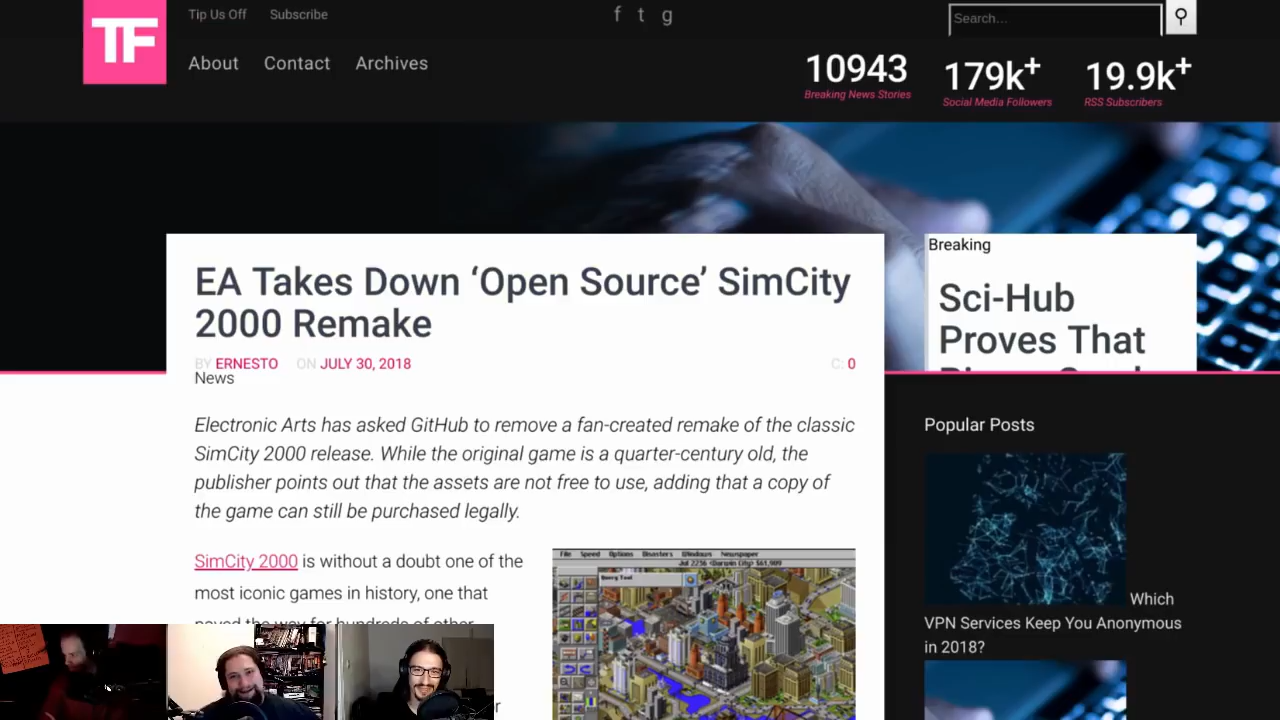 TF
Tip Us Off Subscribe
f t g
Search...
About Contact Archives
10943
Breaking News Stories
179k+
Social Media Followers
19.9k+
RSS Subscribers
EA Takes Down ‘Open Source’ SimCity
2000 Remake
BY ERNESTO ON JULY 30, 2018 C: 0
News
Electronic Arts has asked GitHub to remove a fan-created remake of the classic
SimCity 2000 release. While the original game is a quarter-century old, the
publisher points out that the assets are not free to use, adding that a copy of
the game can still be purchased legally.
SimCity 2000 is without a doubt one of the
most iconic games in history, one that
File Speed Options Disasters Windows Newspaper
Query Tool
Breaking
Sci-Hub
Proves That
Popular Posts
Which
VPN Services Keep You Anonymous
in 2018?